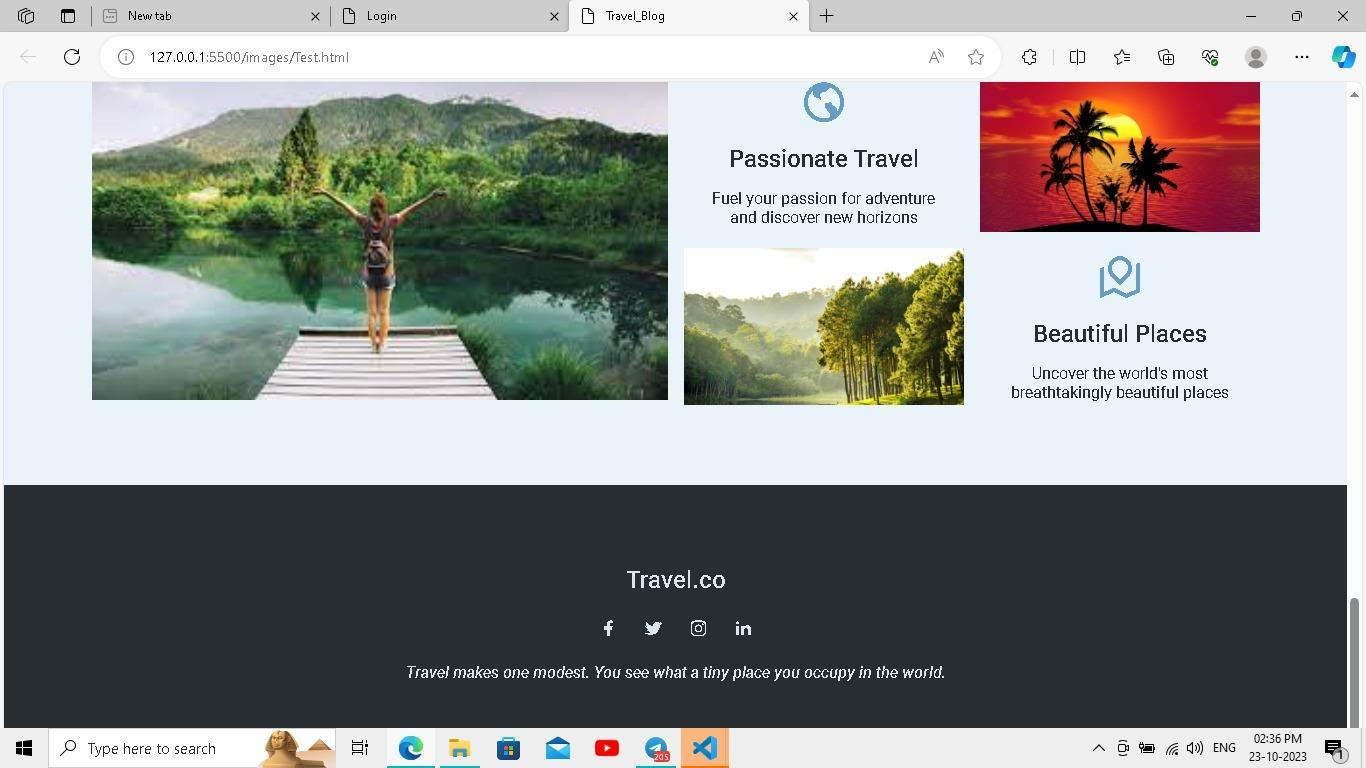 New tab
Login
Travel_Blog
127.0.0.1:5500/images/Test.html
Passionate Travel
Fuel your passion for adventure
and discover new horizons
Beautiful Places
Uncover the world's most
breathtakingly beautiful places
Travel.co
Travel makes one modest. You see what a tiny place you occupy in the world.
Type here to search
205
ENG
02:36 PM
23-10-2023
1